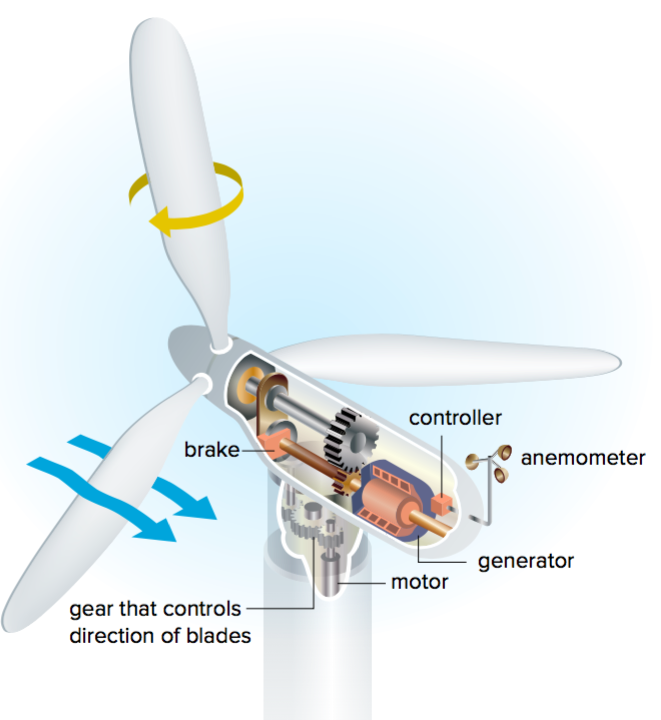 controller
brake
anemometer
generator
motor
gear that controls
direction of blades